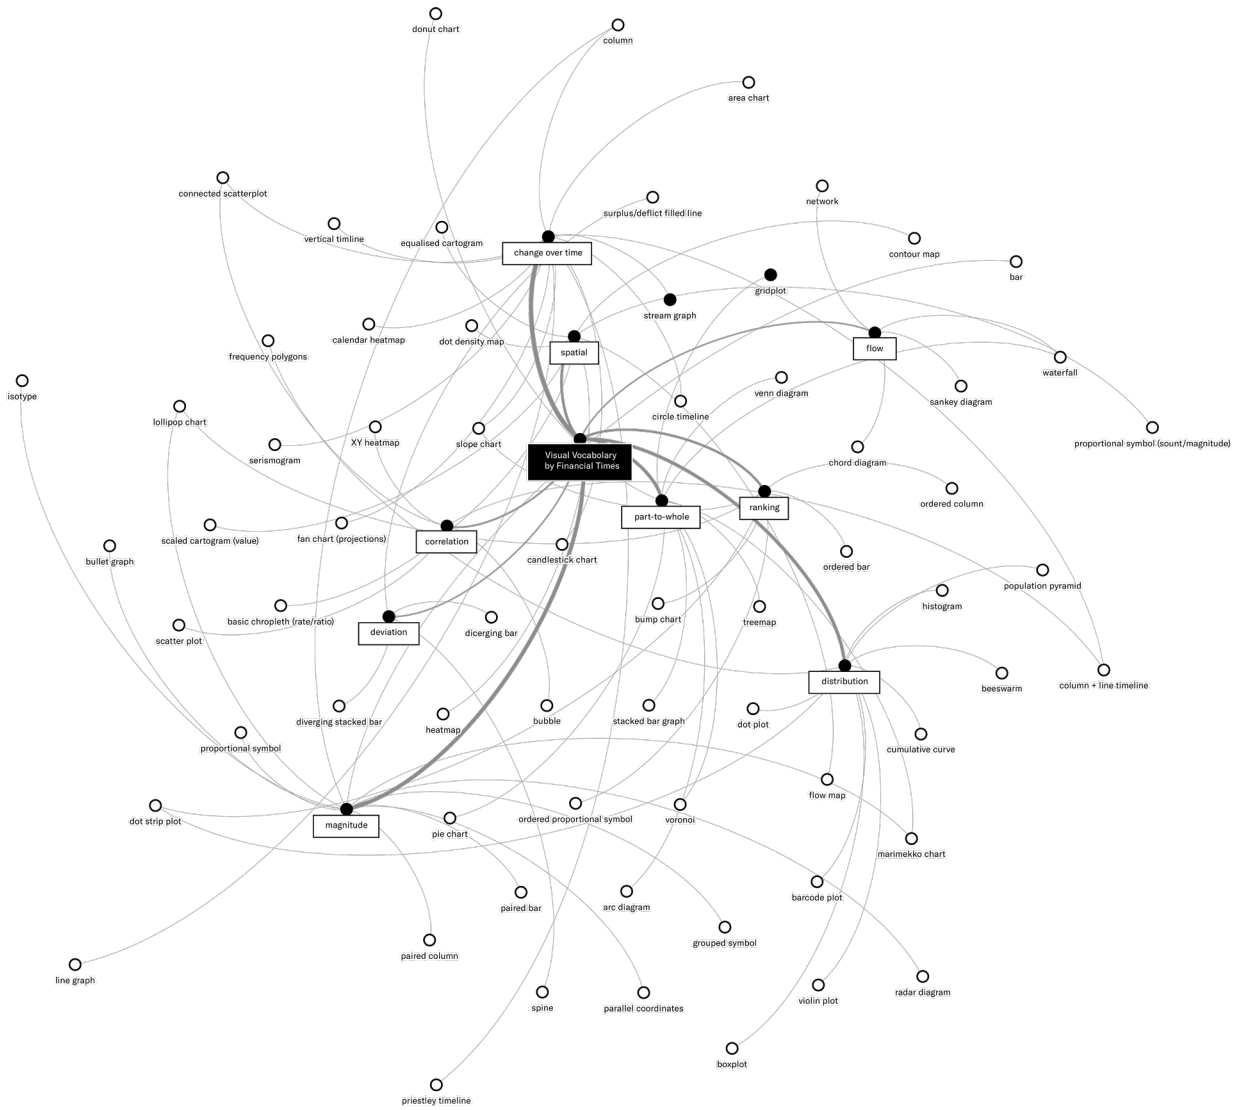 donut chart
column
area chart
connected scatterplot
network
surplus/deflict filled line
vertical timline
equalised cartogram
change over time
contour map
bar
gridplot
stream graph
calendar heatmap
dot density map
flow
spatial
frequency polygons
waterfall
isotype
venn diagram
sankey diagram
lollipop chart
circle timeline
XY heatmap
slope chart
proportional symbol (sount/magnitude)
serismogram
Visual Vocabolary
by Financial Times
chord diagram
ordered column
ranking
part-to-whole
scaled cartogram (value)
fan chart (projections)
correlation
bullet graph
candlestick chart
ordered bar
population pyramid
histogram
basic chropleth (rate/ratio)
bump chart
treemap
scatter plot
deviation
dicerging bar
distribution
beeswarm
column + line timeline
diverging stacked bar
heatmap
bubble
stacked bar graph
dot plot
proportional symbol
cumulative curve
flow map
dot strip plot
magnitude
pie chart
ordered proportional symbol
voronoi
marimekko chart
barcode plot
paired bar
arc diagram
grouped symbol
paired column
line graph
radar diagram
spine
parallel coordinates
violin plot
boxplot
priestley timeline